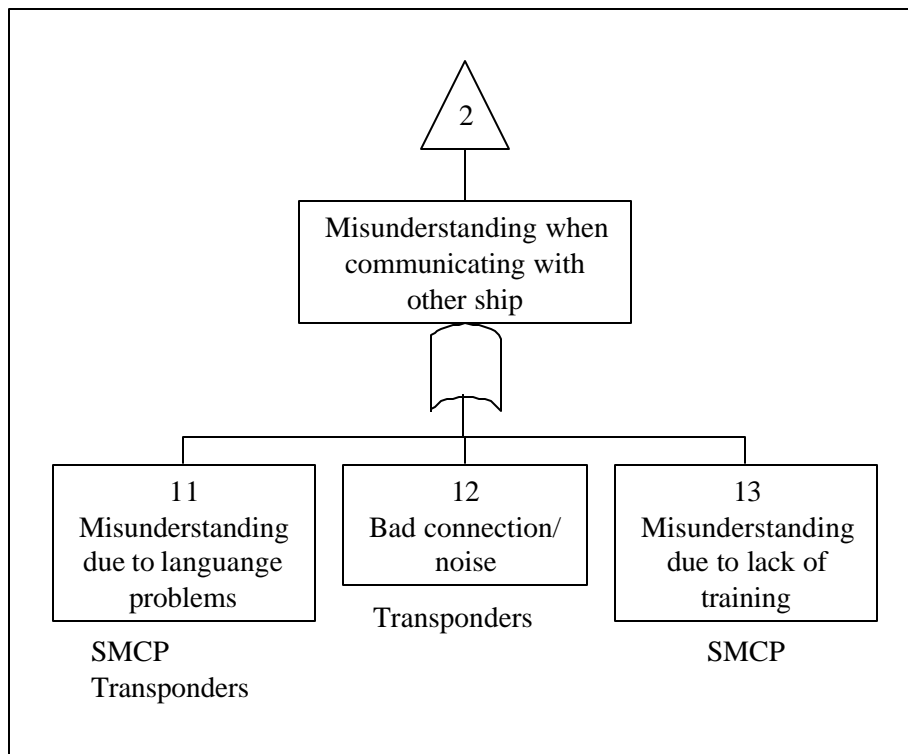 2
Misunderstanding when
communicating with
other ship
11
Misunderstanding
due to languange
problems
SMCP
Transponders
12
Bad connection/
noise
Transponders
13
Misunderstanding
due to lack of
training
SMCP